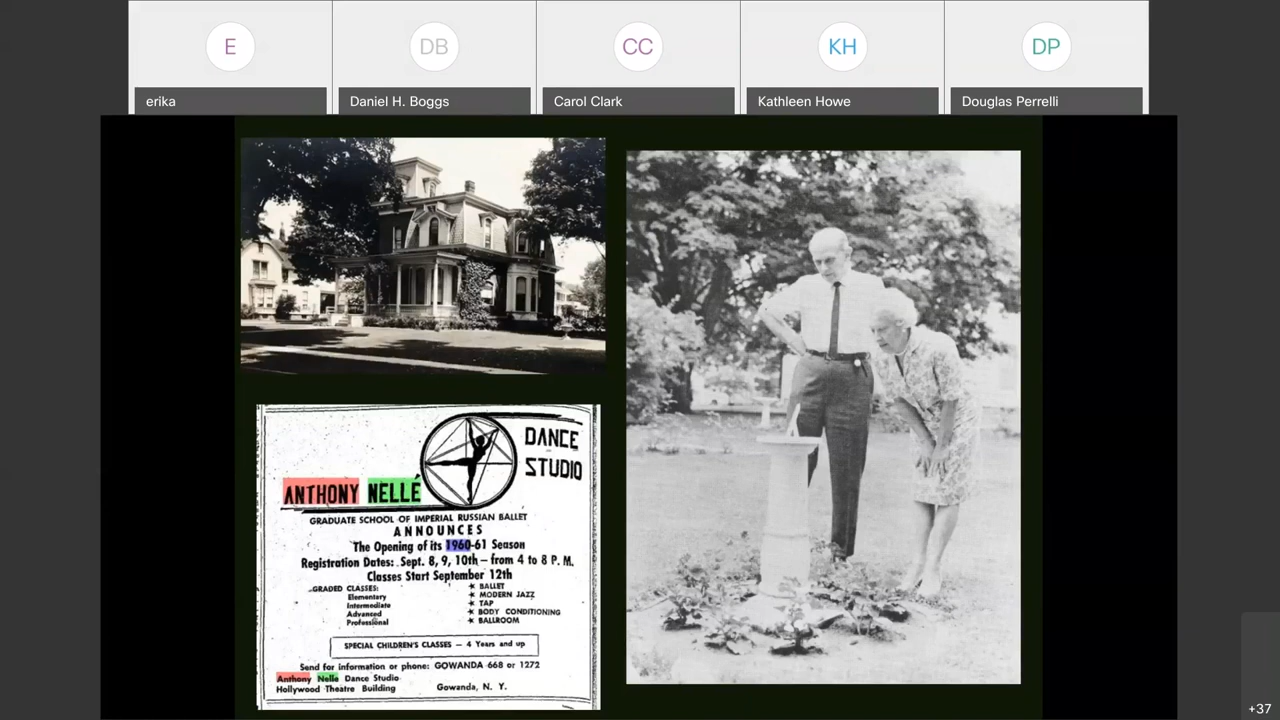 E
DB
CC
KH
DP
erika
Daniel H. Boggs
Carol Clark
Kathleen Howe
Douglas Perrelli
DANCE
STUDIO
ANTHONY NELLÉ
GRADUATE SCHOOL OF IMPERIAL RUSSIAN BALLET
ANNOUNCES
The Opening of its 1960-61 Season
Registration Dates: Sept. 8, 9, 10th — from 4 to 8 P. M.
Classes Start September 12th
GRADED CLASSES:
Elementary
Intermediate
Advanced
Professional
★ BALLET
★ MODERN JAZZ
★ TAP
★ BODY CONDITIONING
★ BALLROOM
SPECIAL CHILDREN'S CLASSES — 4 Years and up
Send for information or phone: GOWANDA 668 or 1272
Anthony Nelle Dance Studio
Hollywood Theatre Building
Gowanda, N. Y.
+37